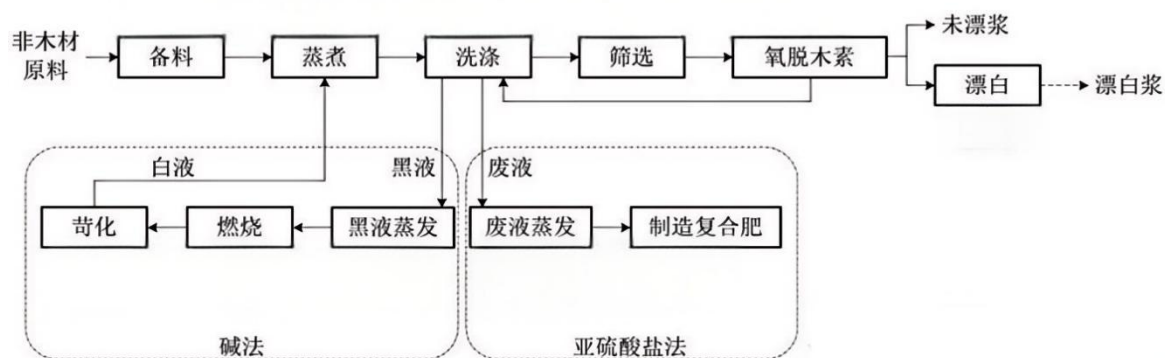 未漂浆
非木材
原料
备料
蒸煮
洗涤
筛选
氧脱木素
漂白
漂白浆
白液
黑液
废液
苛化
燃烧
黑液蒸发
废液蒸发
制造复合肥
碱法
亚硫酸盐法